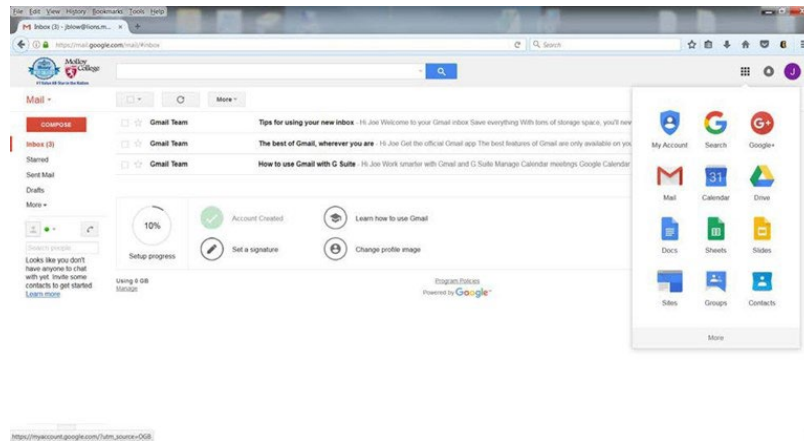 File Edit View History Bookmarks Tools Help
Inbox (3) - jblow@lions.m... × +
https://mail.google.com/mail/#inbox
Search
Molloy College
J
Mail
More
COMPOSE
Inbox (3)
Starred
Sent Mail
Drafts
More
Gmail Team Tips for using your new inbox - Hi Joe Welcome to your Gmail inbox Save everything With tons of storage space, you'll nev
Gmail Team The best of Gmail, wherever you are - Hi Joe Get the official Gmail app The best features of Gmail are only available on yo
Gmail Team How to use Gmail with G Suite - Hi Joe Work smarter with Gmail and G Suite Manage Calendar meetings Google Calendar
Search people...
Looks like you don't
have anyone to chat
with yet. Invite some
contacts to get started
Learn more
10%
Setup progress
Account Created
Learn how to use Gmail
Set a signature
Change profile image
Using 0 GB
Manage
Program Policies
Powered by Google
My Account Search Google+
Mail Calendar Drive
31
Docs Sheets Slides
Sites Groups Contacts
More
https://myaccount.google.com/?utm_source=OGB